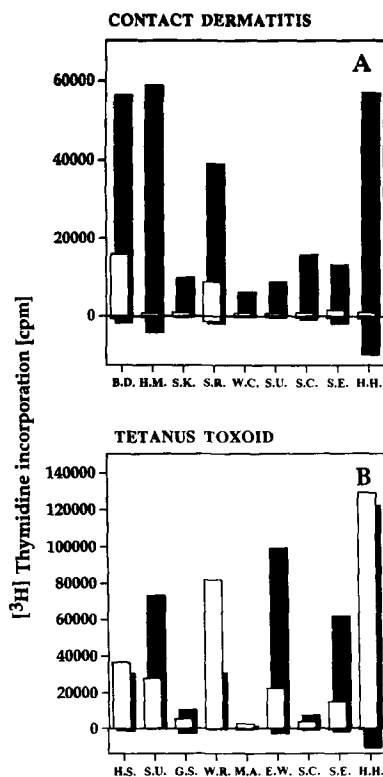 CONTACT DERMATITIS
A
60000
40000
20000
0
B.D. H.M. S.K. S.R. W.C. S.U. S.C. S.E. H.H.
[³H] Thymidine incorporation [cpm]
TETANUS TOXOID
B
140000
120000
100000
80000
60000
40000
20000
0
H.S. S.U. G.S. W.R. M.A. E.W. S.C. S.E. H.H.